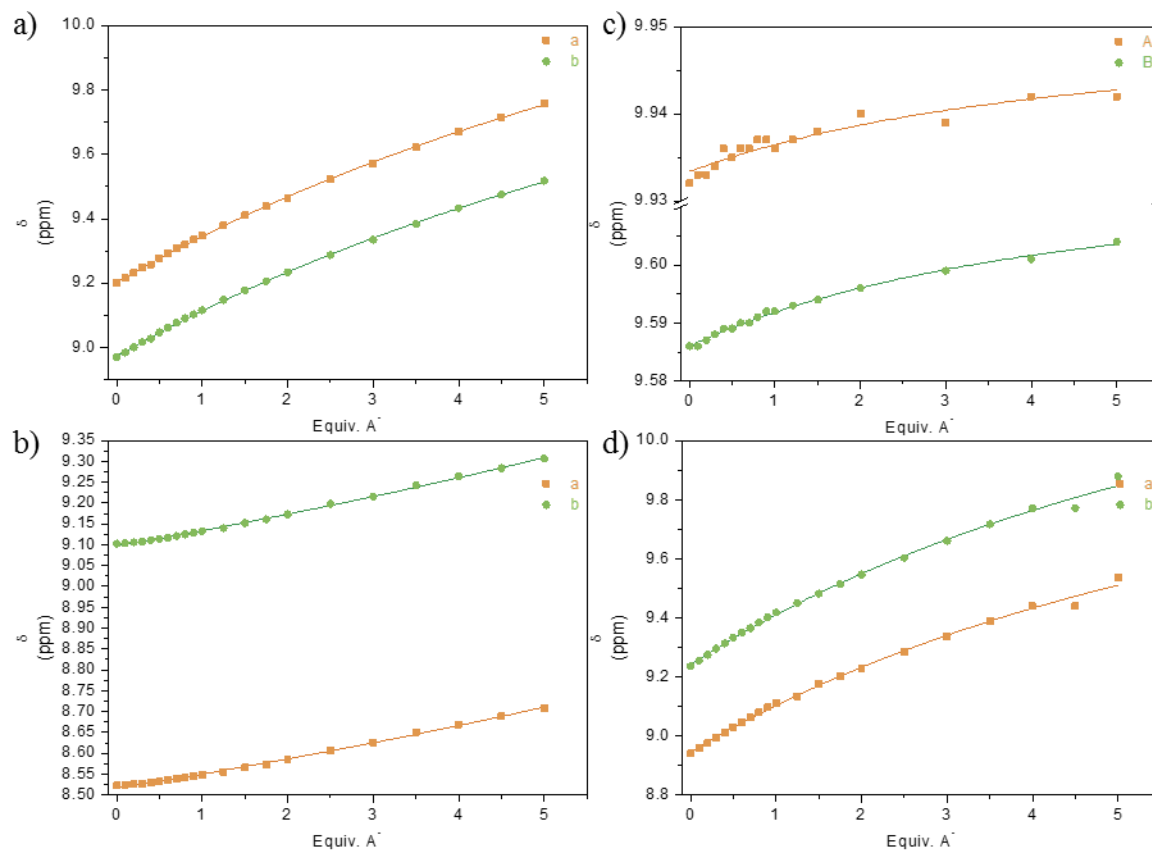 a)
10.0
9.8
9.6
9.4
9.2
9.0
δ
(ppm)
0 1 2 3 4 5
Equiv. A-
a
b
c)
9.95
9.94
9.93
9.60
9.59
9.58
δ
(ppm)
0 1 2 3 4 5
Equiv. A-
A
B
b)
9.35
9.30
9.25
9.20
9.15
9.10
9.05
9.00
8.95
8.90
8.85
8.80
8.75
8.70
8.65
8.60
8.55
8.50
δ
(ppm)
0 1 2 3 4 5
Equiv. A-
a
b
d)
10.0
9.8
9.6
9.4
9.2
9.0
8.8
δ
(ppm)
0 1 2 3 4 5
Equiv. A-
a
b